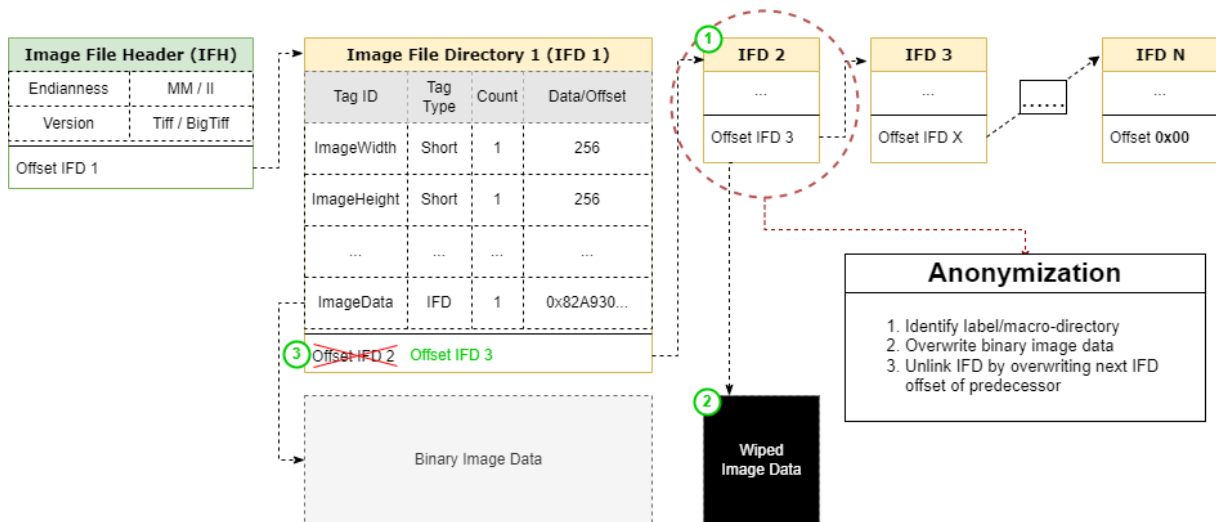 Image File Header (IFH)
Endianness MM / II
Version Tiff / BigTiff
Offset IFD 1
Image File Directory 1 (IFD 1)
Tag ID Tag Type Count Data/Offset
ImageWidth Short 1 256
ImageHeight Short 1 256
... ... ... ...
ImageData IFD 1 0x82A930...
3 Offset IFD 2 Offset IFD 3
Binary Image Data
1
IFD 2
...
Offset IFD 3
IFD 3
...
Offset IFD X
......
IFD N
...
Offset 0x00
2
Wiped
Image Data
Anonymization
1. Identify label/macro-directory
2. Overwrite binary image data
3. Unlink IFD by overwriting next IFD
offset of predecessor